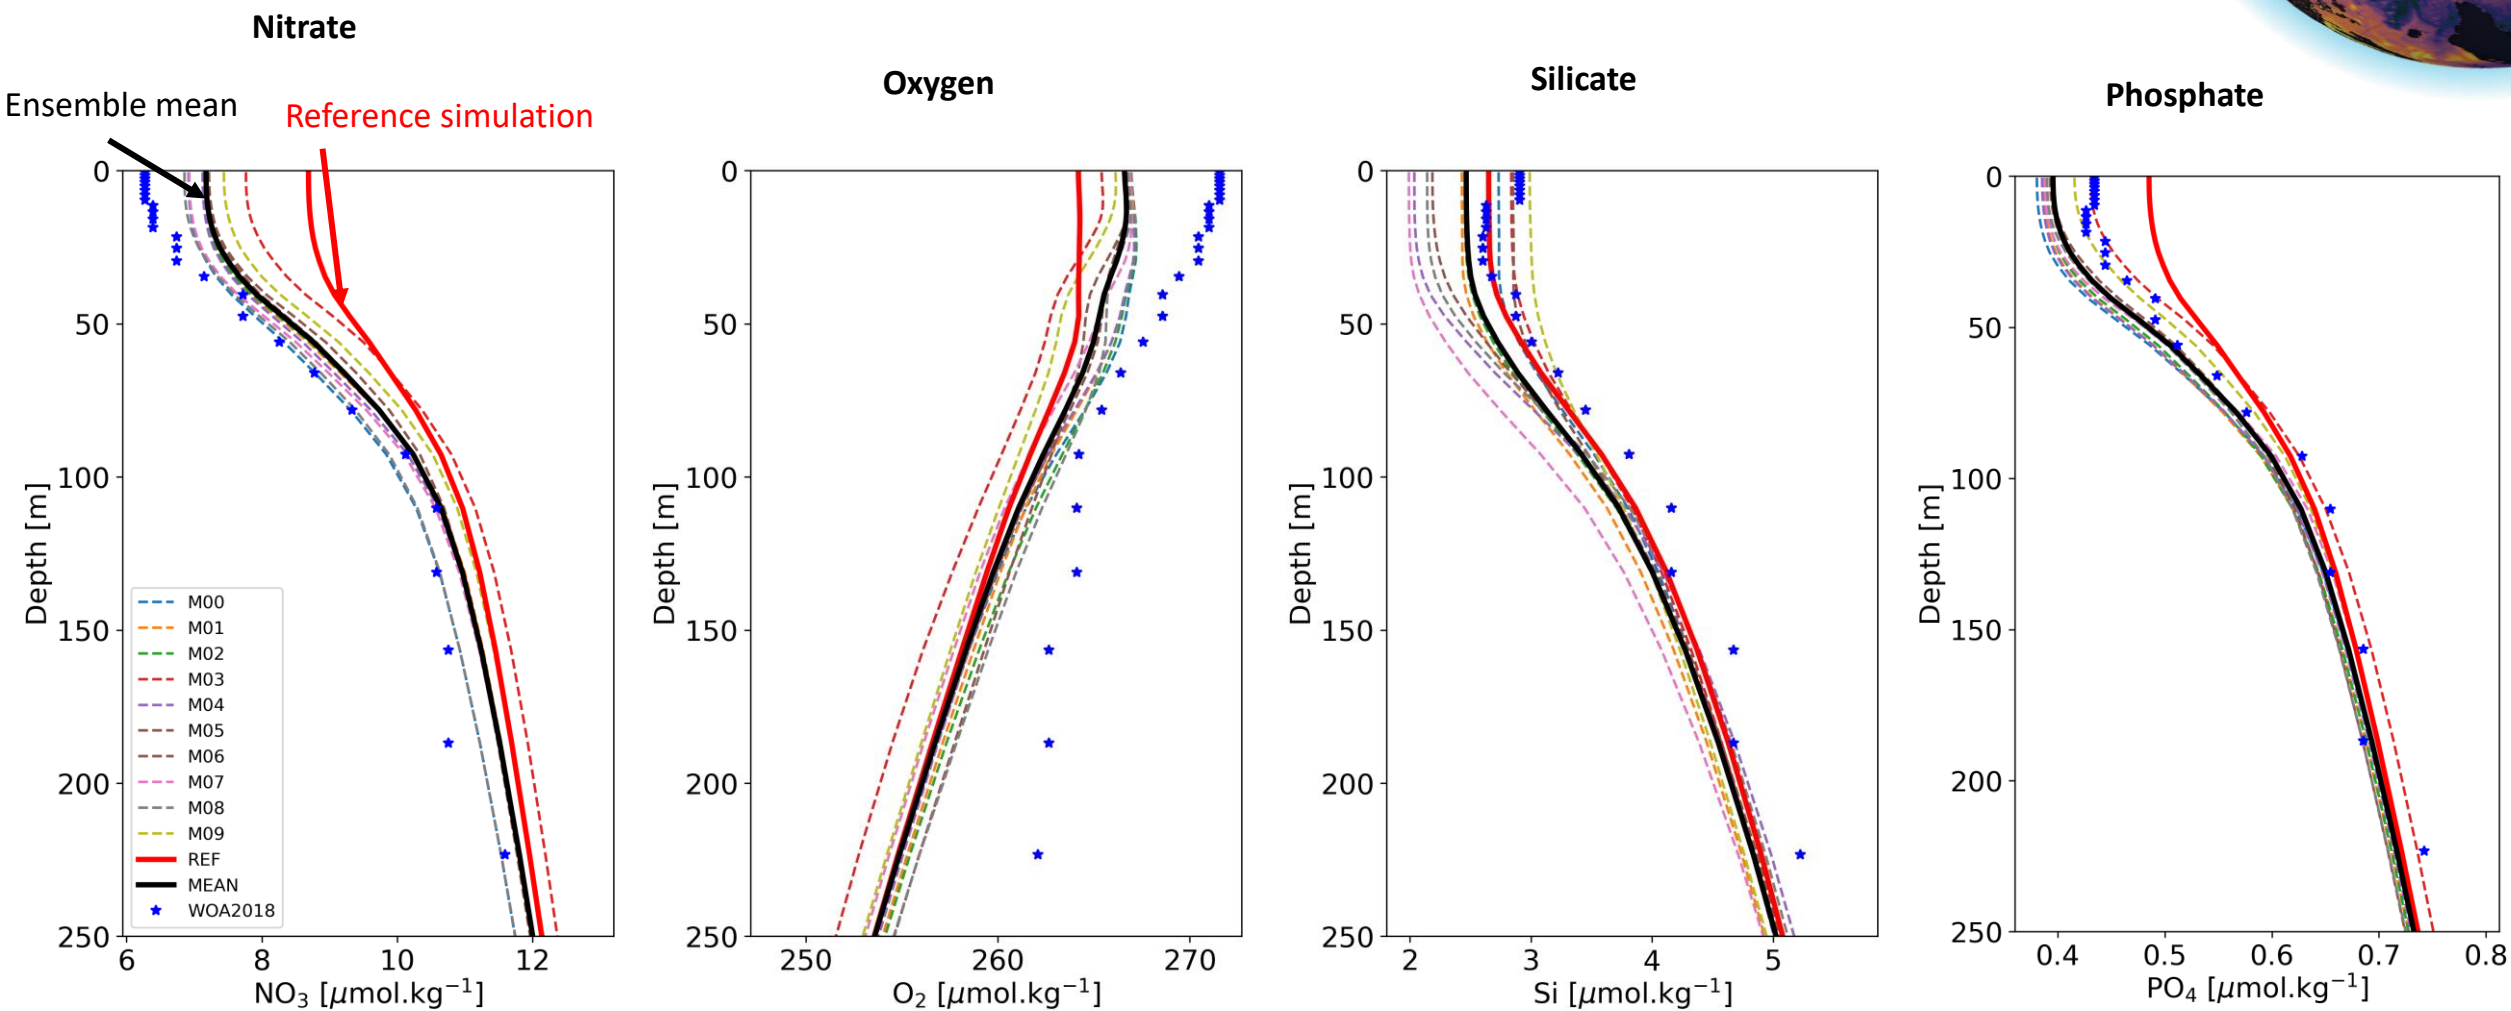 Nitrate
Oxygen
Silicate
Phosphate
Ensemble mean
Reference simulation
0
50
100
150
200
250
Depth [m]
6 8 10 12
NO₃ [μmol.kg⁻¹]
M00
M01
M02
M03
M04
M05
M06
M07
M08
M09
REF
MEAN
WOA2018
0
50
100
150
200
250
Depth [m]
250 260 270
O₂ [μmol.kg⁻¹]
0
50
100
150
200
250
Depth [m]
2 3 4 5
Si [μmol.kg⁻¹]
0
50
100
150
200
250
Depth [m]
0.4 0.5 0.6 0.7 0.8
PO₄ [μmol.kg⁻¹]